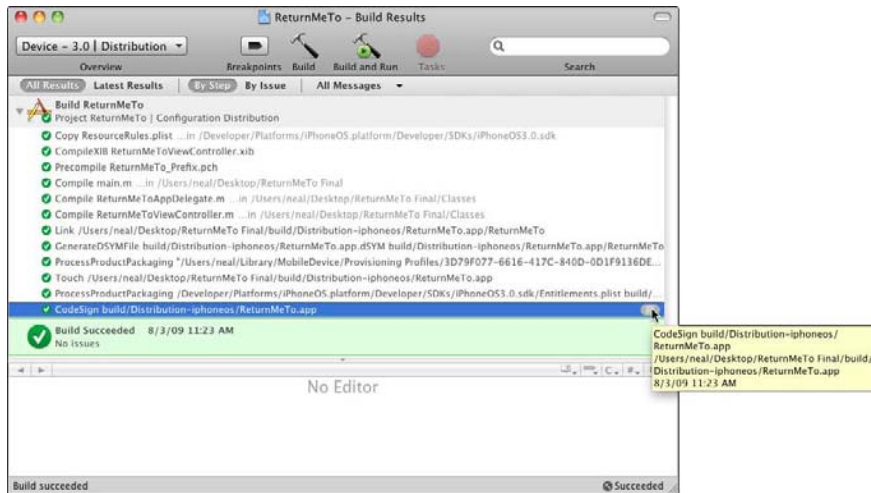 ReturnMeTo – Build Results
Device – 3.0 | Distribution
Overview
Breakpoints
Build
Build and Run
Tasks
Search
All Results
Latest Results
By Step
By Issue
All Messages
Build ReturnMeTo
Project ReturnMeTo | Configuration Distribution
Copy ResourceRules.plist ...in /Developer/Platforms/iPhoneOS.platform/Developer/SDKs/iPhoneOS3.0.sdk
CompileXIB ReturnMeToViewController.xib
Precompile ReturnMeTo_Prefix.pch
Compile main.m ...in /Users/neal/Desktop/ReturnMeTo Final
Compile ReturnMeToAppDelegate.m ...in /Users/neal/Desktop/ReturnMeTo Final/Classes
Compile ReturnMeToViewController.m ...in /Users/neal/Desktop/ReturnMeTo Final/Classes
Link /Users/neal/Desktop/ReturnMeTo Final/build/Distribution-iphoneos/ReturnMeTo.app/ReturnMeTo
GenerateDSYMFile build/Distribution-iphoneos/ReturnMeTo.app.dSYM build/Distribution-iphoneos/ReturnMeTo.app/ReturnMeTo
ProcessProductPackaging "/Users/neal/Library/MobileDevice/Provisioning Profiles/3D79F077-6616-417C-840D-0D1F9136DE...
Touch /Users/neal/Desktop/ReturnMeTo Final/build/Distribution-iphoneos/ReturnMeTo.app
ProcessProductPackaging /Developer/Platforms/iPhoneOS.platform/Developer/SDKs/iPhoneOS3.0.sdk/Entitlements.plist build/...
CodeSign build/Distribution-iphoneos/ReturnMeTo.app
Build Succeeded 8/3/09 11:23 AM
No issues
CodeSign build/Distribution-iphoneos/
ReturnMeTo.app
/Users/neal/Desktop/ReturnMeTo Final/build/
Distribution-iphoneos/ReturnMeTo.app
8/3/09 11:23 AM
C
#
No Editor
Build succeeded
Succeeded